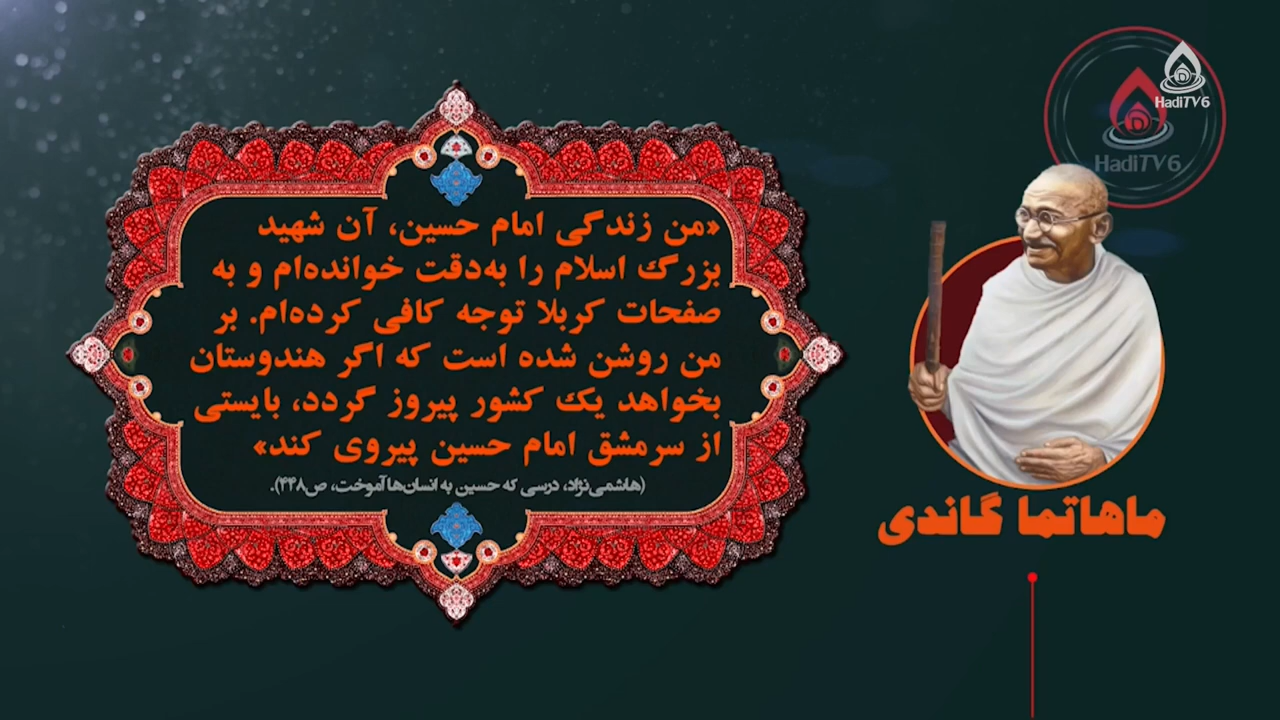 HadiTV6
HadiTV6
«من زندگی امام حسین، آن شهید
بزرگ اسلام را به‌دقت خوانده‌ام و به
صفحات کربلا توجه کافی کرده‌ام. بر
من روشن شده است که اگر هندوستان
بخواهد یک کشور پیروز گردد، بایستی
از سرمشق امام حسین پیروی کند»
(هاشمی‌نژاد، درسی که حسین به انسان‌ها آموخت، ص۴۴۸).
ماهاتما گاندی